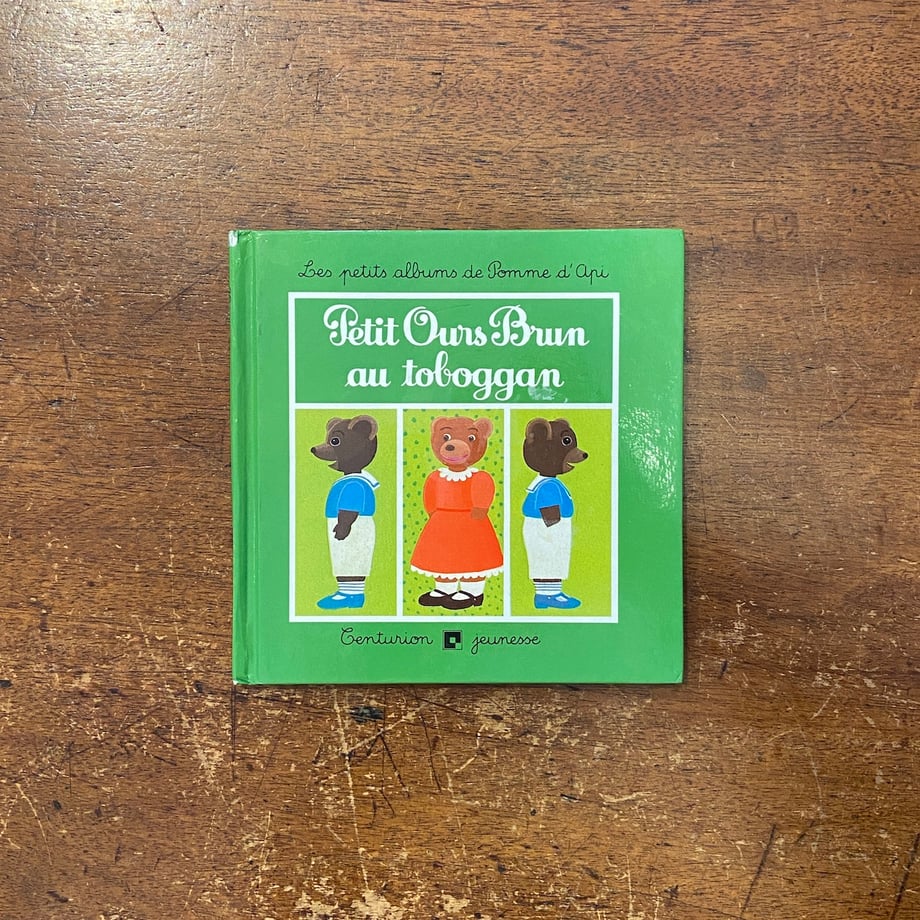 Les petits albums de Pomme d'Api
Petit Ours Brun
au toboggan
Centurion jeunesse